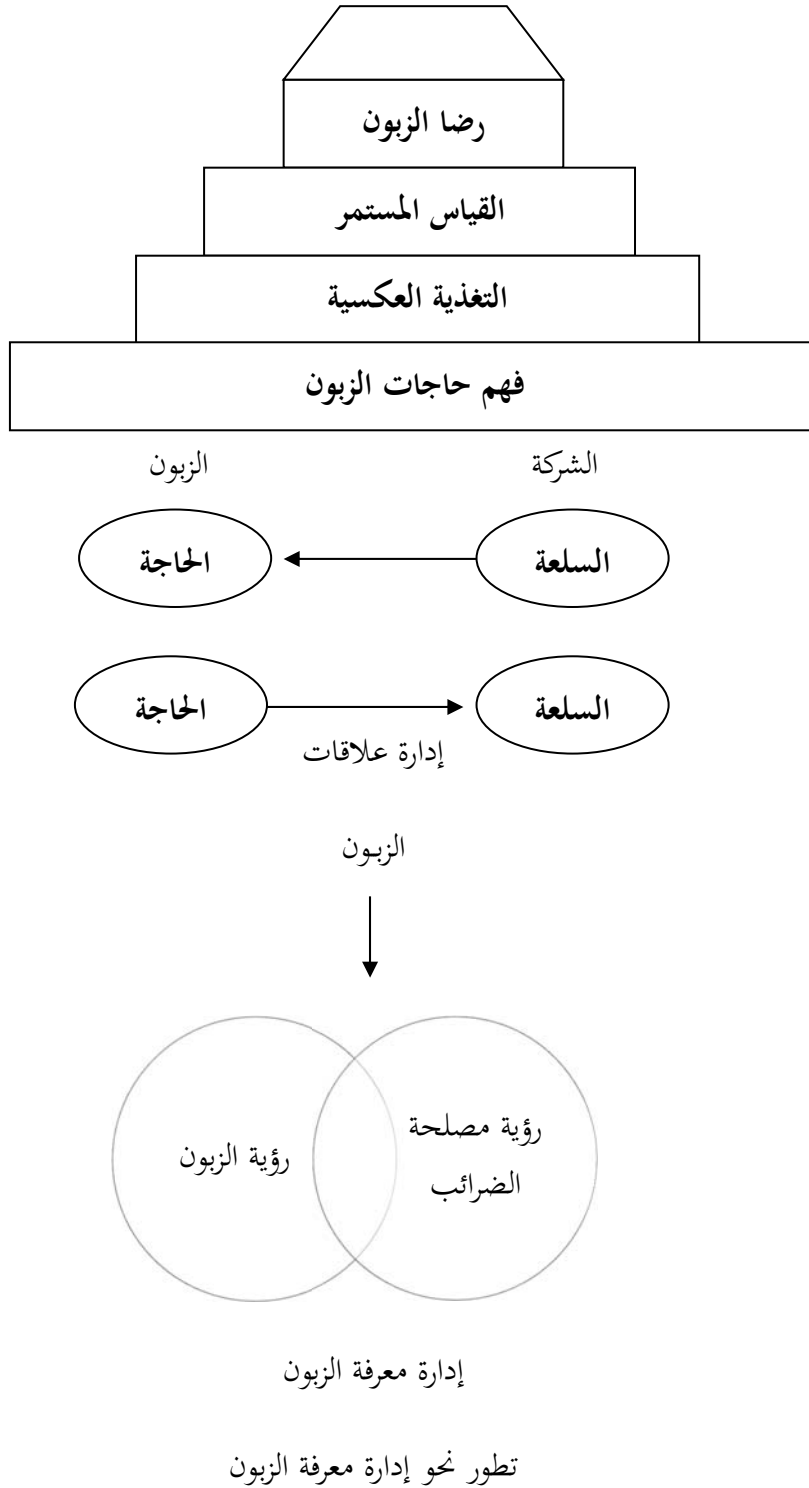 رضا الزبون
القياس المستمر
التغذية العكسية
فهم حاجات الزبون
الشركة
الزبون
السلعة
الحاجة
الحاجة
السلعة
إدارة علاقات
الزبون
رؤية مصلحة
الضرائب
رؤية الزبون
إدارة معرفة الزبون
تطور نحو إدارة معرفة الزبون